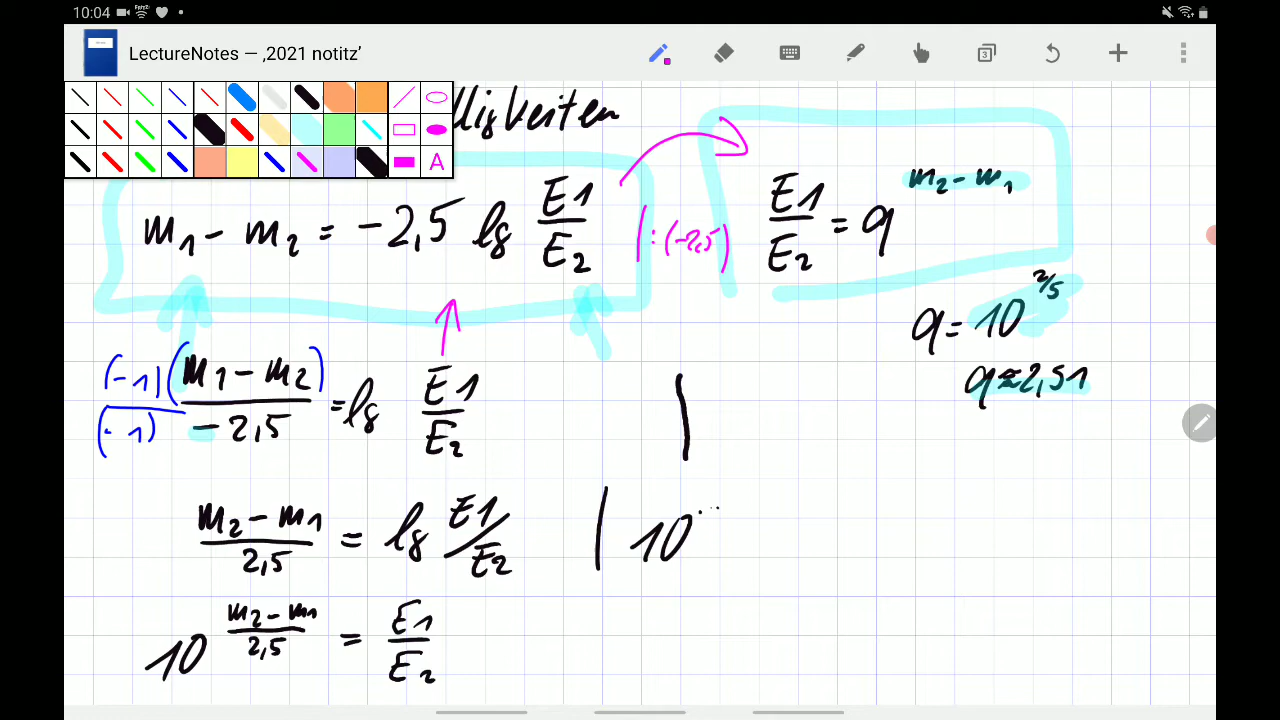 10:04
LectureNotes — ‚2021 notitz’
3
A
m₁ - m₂ = -2,5 lg E1/E₂
|: (-2,5)
E1/E₂ = q^(m₂-m₁)
q = 10^(2/5)
q≈2,51
(-1)(m₁ - m₂)/(-1) -2,5 = lg E1/E₂ |
(m₂ - m₁)/2,5 = lg E1/E₂ | 10^...
10^((m₂-m₁)/2,5) = E1/E₂